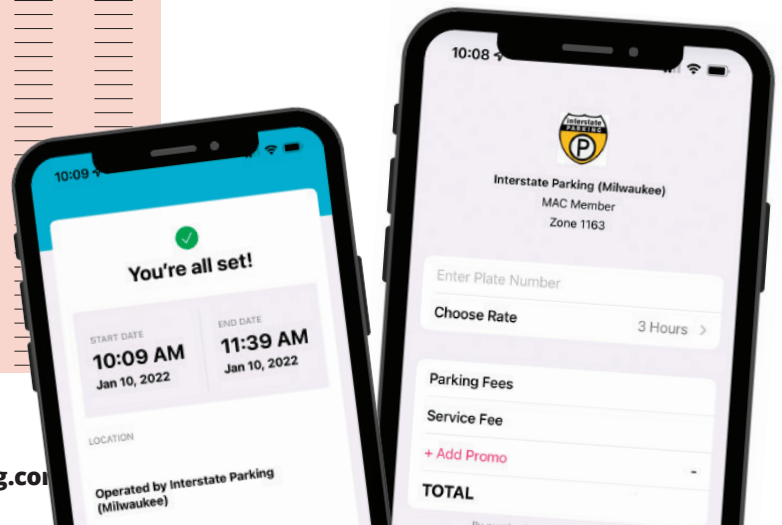 10:09
You're all set!
START DATE
10:09 AM
Jan 10, 2022
END DATE
11:39 AM
Jan 10, 2022
LOCATION
Operated by Interstate Parking
(Milwaukee)
10:08
interstate
PARKING
P
Interstate Parking (Milwaukee)
MAC Member
Zone 1163
Enter Plate Number
Choose Rate
3 Hours >
Parking Fees
Service Fee
+ Add Promo
-
TOTAL